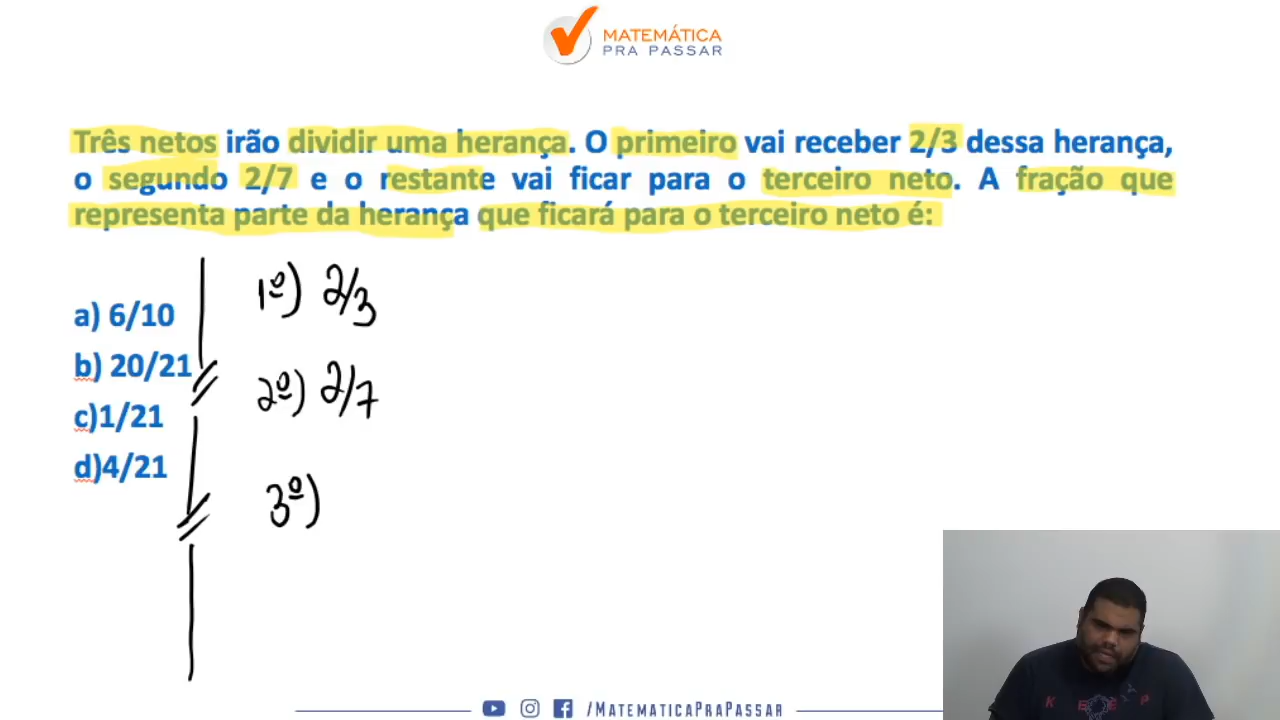 MATEMÁTICA
PRA PASSAR
Três netos irão dividir uma herança. O primeiro vai receber 2/3 dessa herança,
o segundo 2/7 e o restante vai ficar para o terceiro neto. A fração que
representa parte da herança que ficará para o terceiro neto é:
a) 6/10
b) 20/21
c)1/21
d)4/21
1º) 2/3
2º) 2/7
3º)
K E E P
/MATEMATICAPRAPASSAR